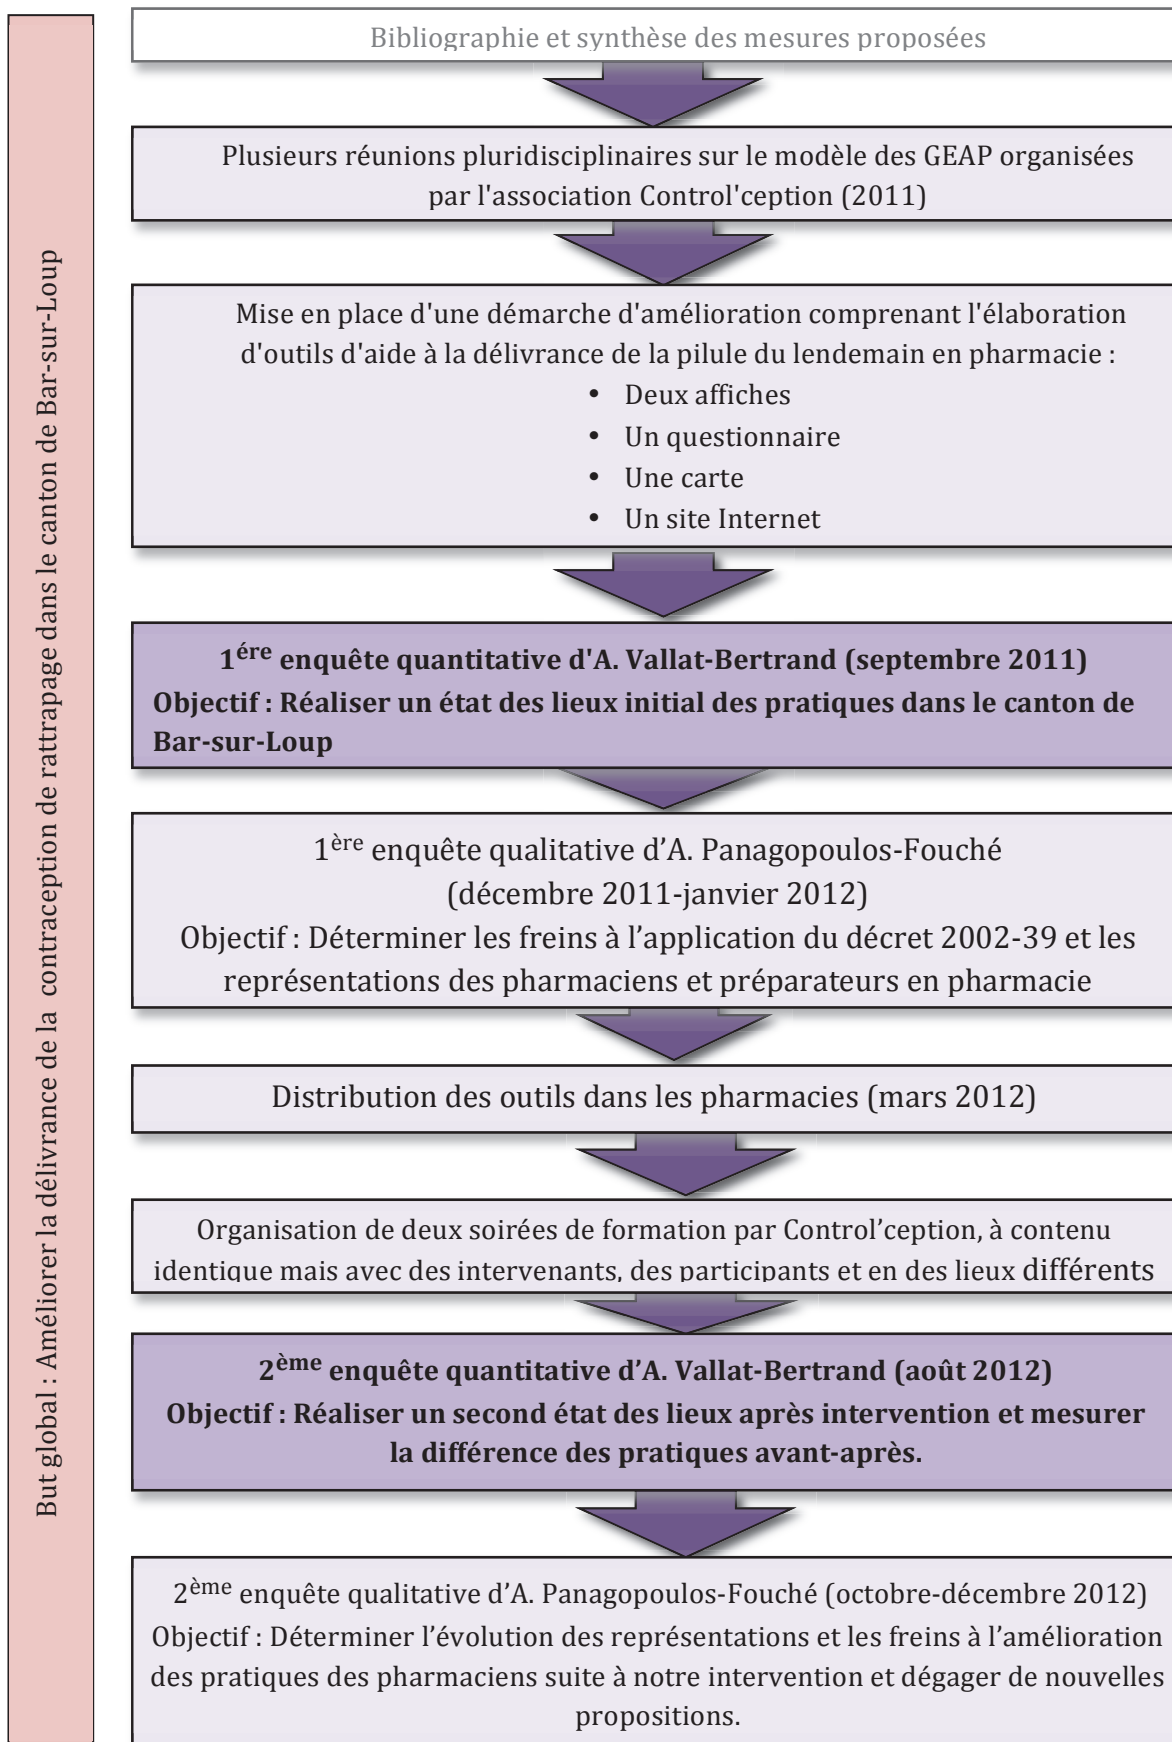 But global : Améliorer la délivrance de la contraception de rattrapage dans le canton de Bar-sur-Loup
Bibliographie et synthèse des mesures proposées
Plusieurs réunions pluridisciplinaires sur le modèle des GEAP organisées
par l'association Control'ception (2011)
Mise en place d'une démarche d'amélioration comprenant l'élaboration
d'outils d'aide à la délivrance de la pilule du lendemain en pharmacie :
• Deux affiches
• Un questionnaire
• Une carte
• Un site Internet
1ére enquête quantitative d'A. Vallat-Bertrand (septembre 2011)
Objectif : Réaliser un état des lieux initial des pratiques dans le canton de
Bar-sur-Loup
1ère enquête qualitative d’A. Panagopoulos-Fouché
(décembre 2011-janvier 2012)
Objectif : Déterminer les freins à l’application du décret 2002-39 et les
représentations des pharmaciens et préparateurs en pharmacie
Distribution des outils dans les pharmacies (mars 2012)
Organisation de deux soirées de formation par Control’ception, à contenu
identique mais avec des intervenants, des participants et en des lieux différents
2ème enquête quantitative d’A. Vallat-Bertrand (août 2012)
Objectif : Réaliser un second état des lieux après intervention et mesurer
la différence des pratiques avant-après.
2ème enquête qualitative d’A. Panagopoulos-Fouché (octobre-décembre 2012)
Objectif : Déterminer l’évolution des représentations et les freins à l’amélioration
des pratiques des pharmaciens suite à notre intervention et dégager de nouvelles
propositions.